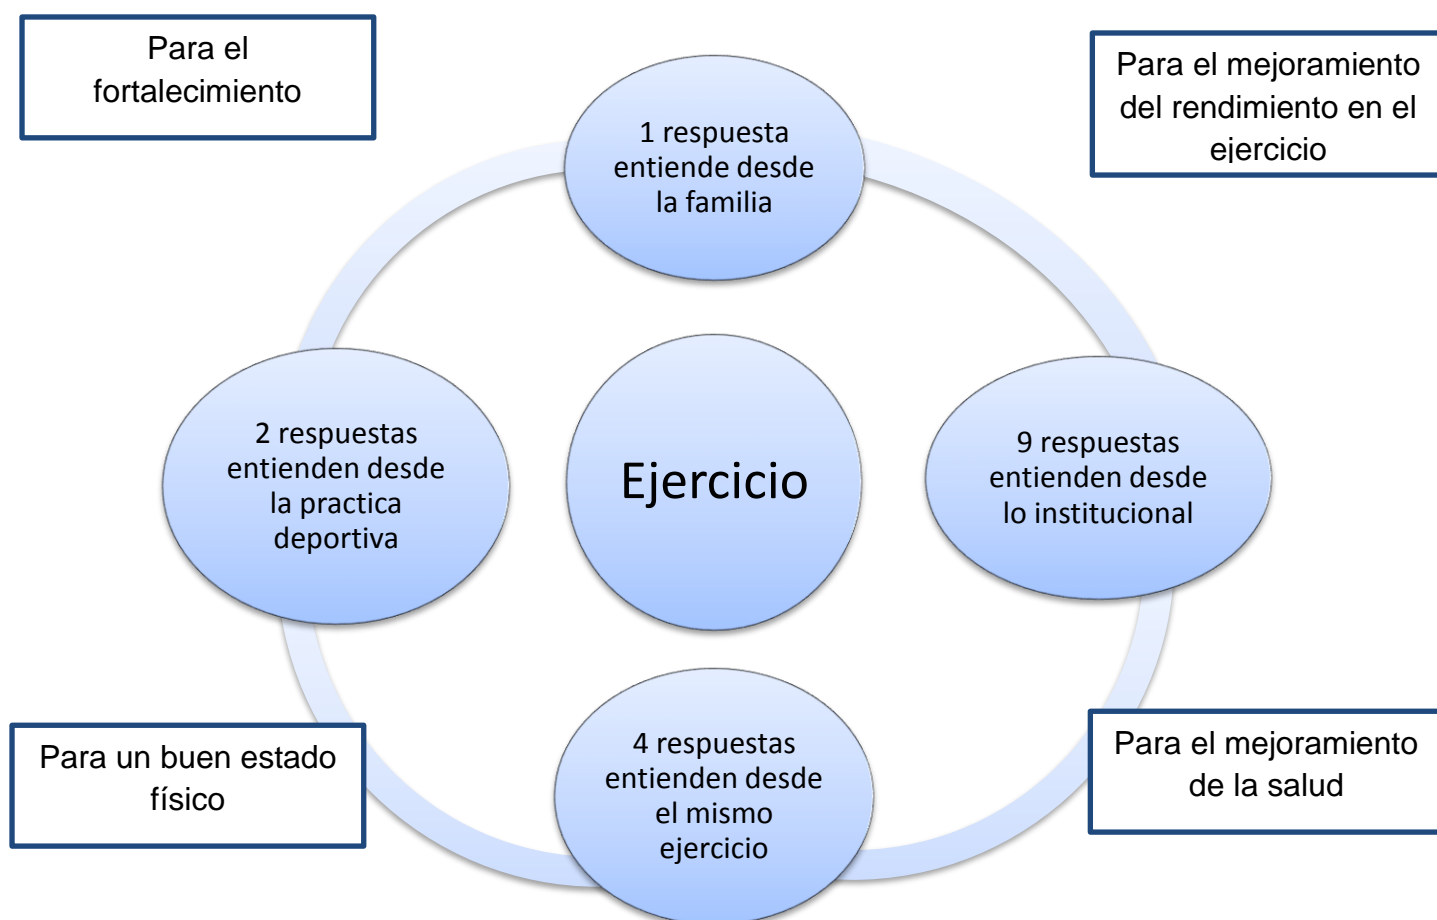 Para el
fortalecimiento
Para el mejoramiento
del rendimiento en el
ejercicio
1 respuesta
entiende desde
la familia
2 respuestas
entienden desde
la practica
deportiva
Ejercicio
9 respuestas
entienden desde
lo institucional
4 respuestas
entienden desde
el mismo
ejercicio
Para un buen estado
físico
Para el mejoramiento
de la salud